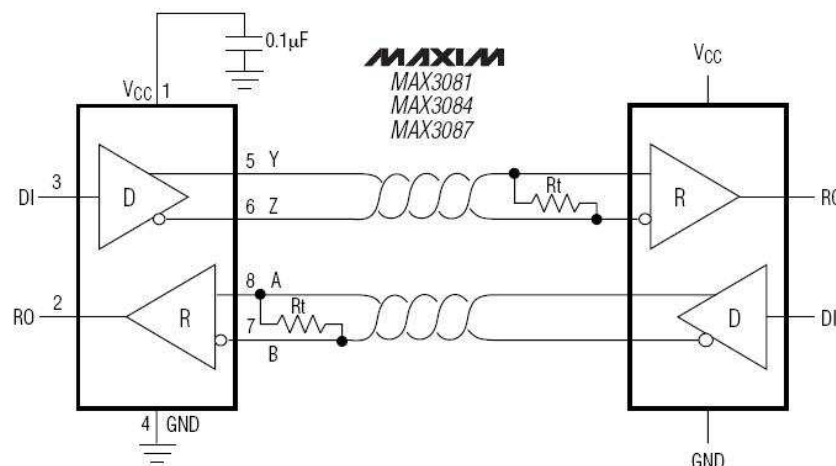 0.1µF
MAXIM
MAX3081
MAX3084
MAX3087
VCC 1
VCC
5 Y
DI 3
D
6 Z
Rt
R
RO
8 A
RO 2
R
Rt
7
B
D
DI
4 GND
GND